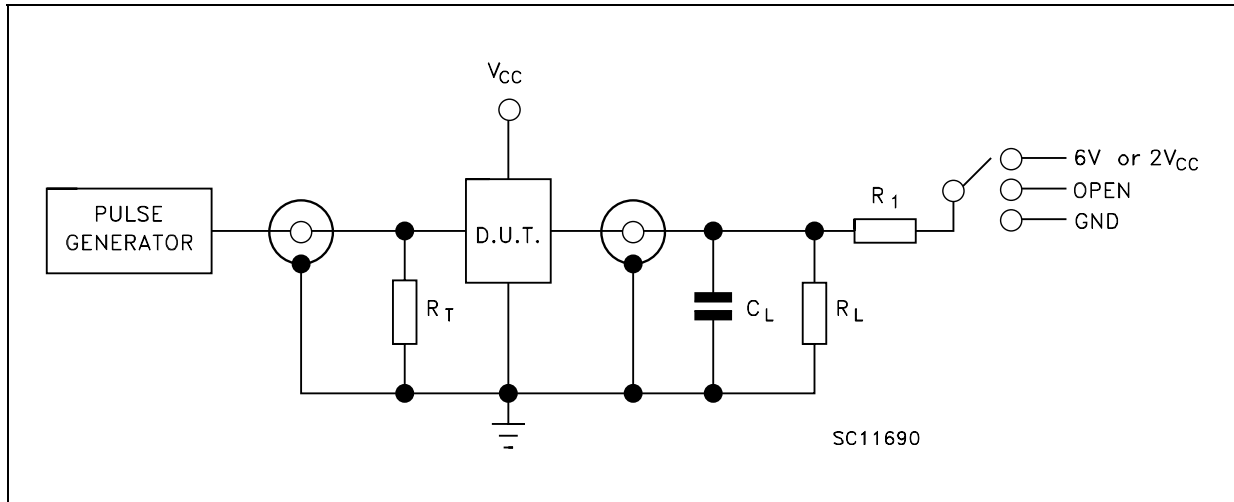 VCC
6V or 2VCC
OPEN
GND
R1
PULSE
GENERATOR
D.U.T.
RT
CL
RL
SC11690